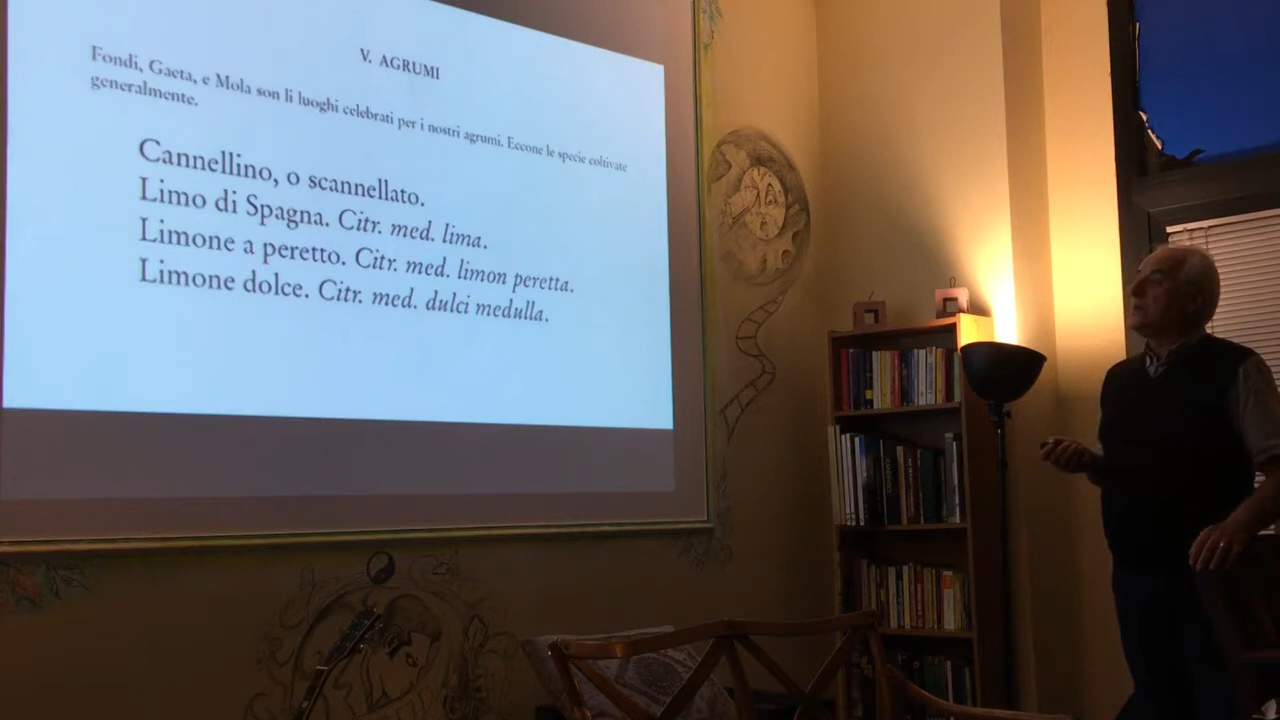 V. AGRUMI
Fondi, Gaeta, e Mola son li luoghi celebrati per i nostri agrumi. Eccone le specie coltivate
generalmente.
Cannellino, o scannellato.
Limo di Spagna. Citr. med. lima.
Limone a peretto. Citr. med. limon peretta.
Limone dolce. Citr. med. dulci medulla.